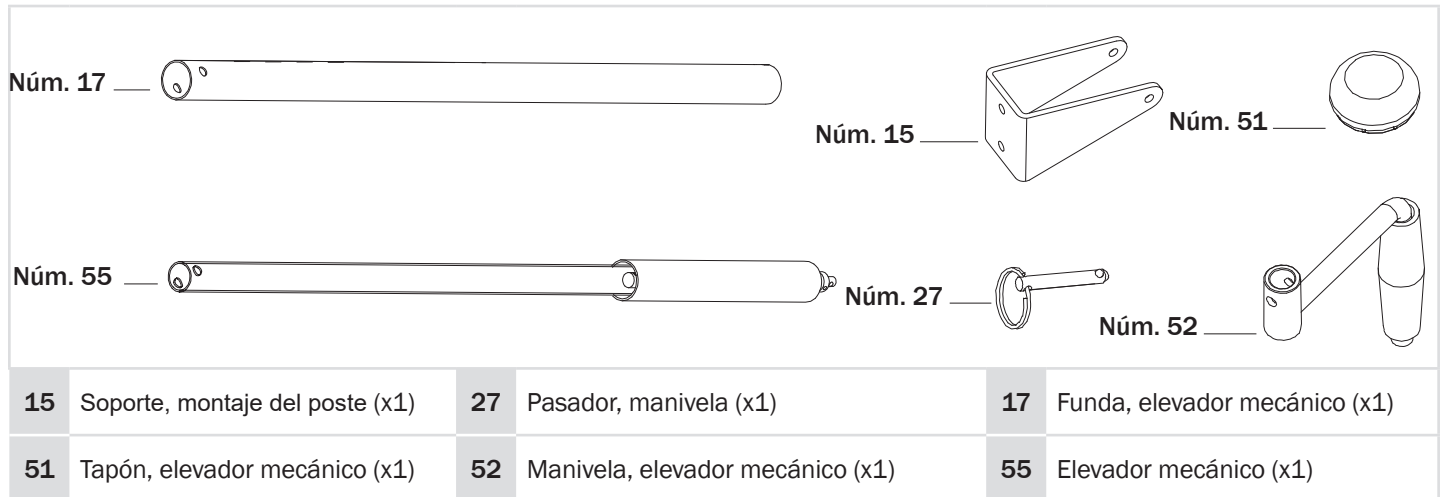 Núm. 17
Núm. 15
Núm. 51
Núm. 55
Núm. 27
Núm. 52
15 Soporte, montaje del poste (x1) 27 Pasador, manivela (x1) 17 Funda, elevador mecánico (x1)
51 Tapón, elevador mecánico (x1) 52 Manivela, elevador mecánico (x1) 55 Elevador mecánico (x1)